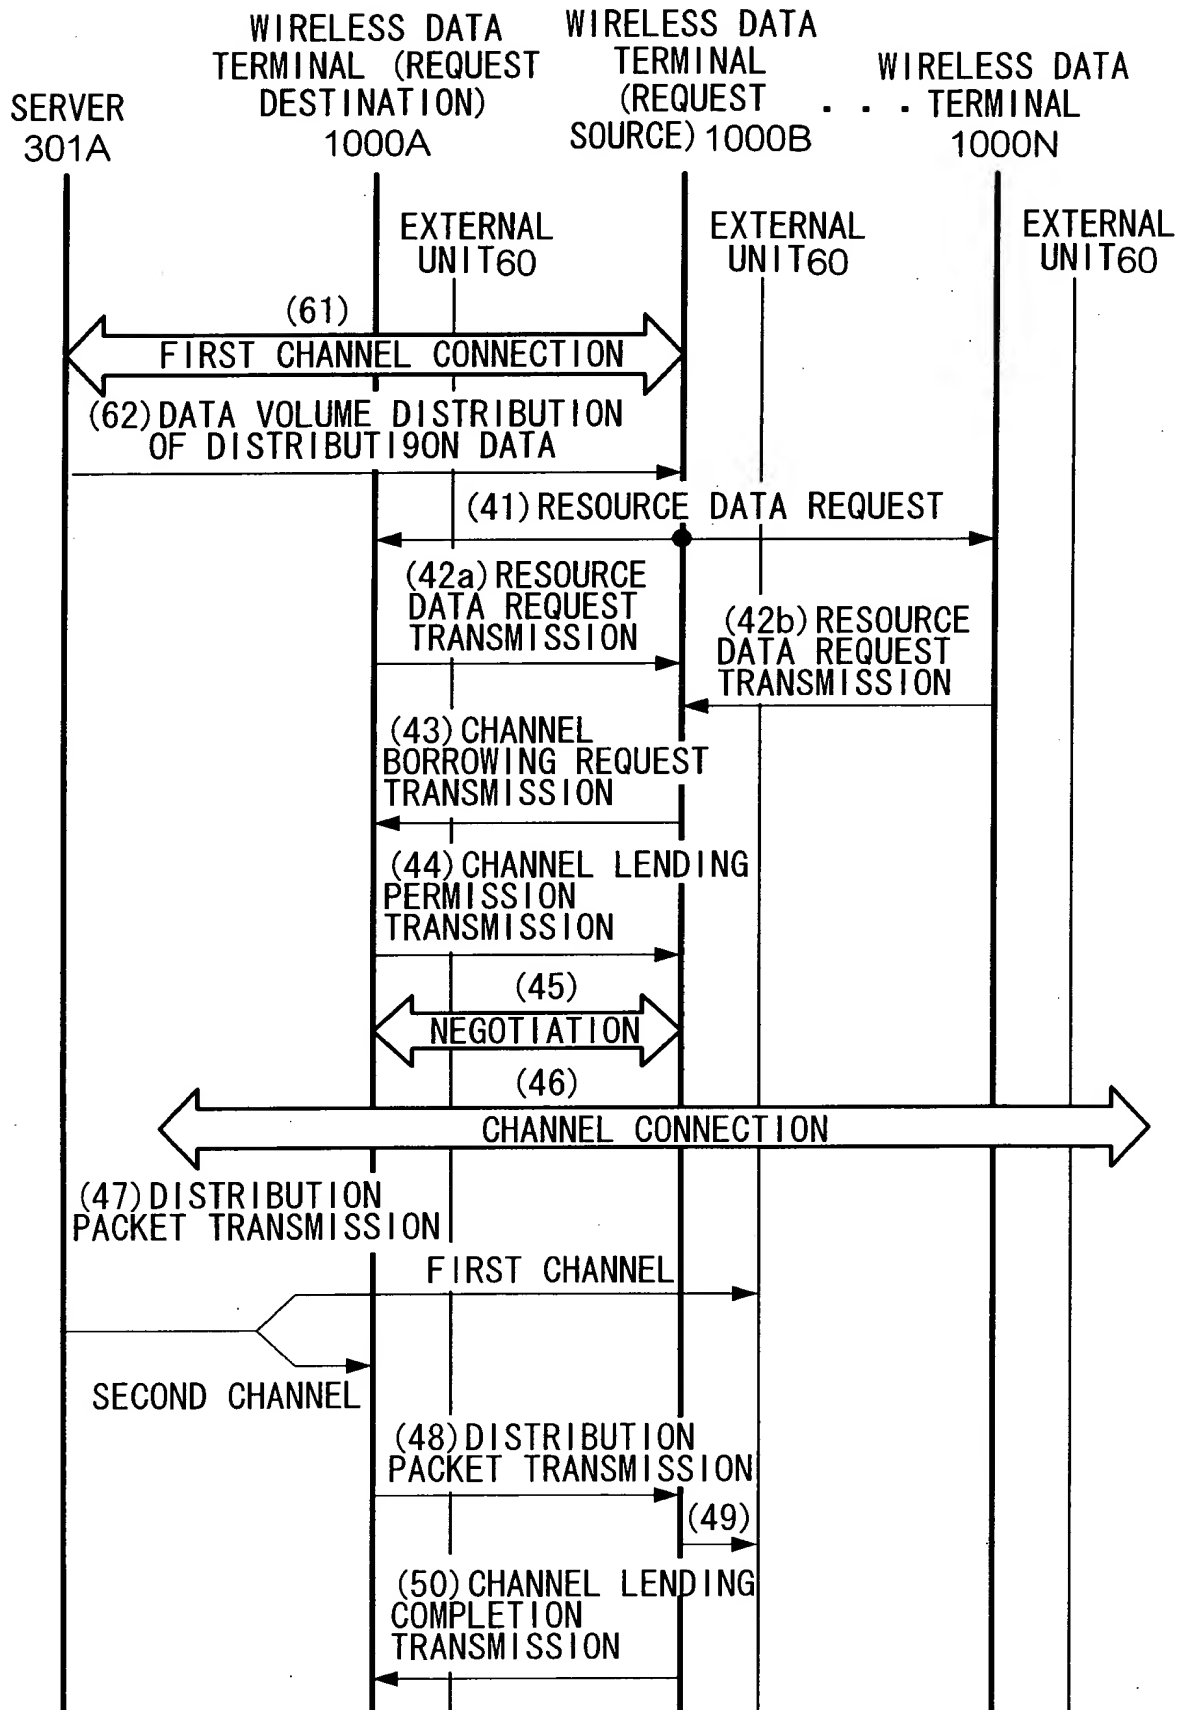 SERVER
301A
WIRELESS DATA
TERMINAL (REQUEST
DESTINATION)
1000A
WIRELESS DATA
TERMINAL
(REQUEST
SOURCE) 1000B
. . .
WIRELESS DATA
TERMINAL
1000N
EXTERNAL
UNIT60
EXTERNAL
UNIT60
EXTERNAL
UNIT60
(61)
FIRST CHANNEL CONNECTION
(62) DATA VOLUME DISTRIBUTION
OF DISTRIBUTI9ON DATA
(41) RESOURCE DATA REQUEST
(42a) RESOURCE
DATA REQUEST
TRANSMISSION
(42b) RESOURCE
DATA REQUEST
TRANSMISSION
(43) CHANNEL
BORROWING REQUEST
TRANSMISSION
(44) CHANNEL LENDING
PERMISSION
TRANSMISSION
(45)
NEGOTIATION
(46)
CHANNEL CONNECTION
(47) DISTRIBUTION
PACKET TRANSMISSION
FIRST CHANNEL
SECOND CHANNEL
(48) DISTRIBUTION
PACKET TRANSMISSION
(49)
(50) CHANNEL LENDING
COMPLETION
TRANSMISSION